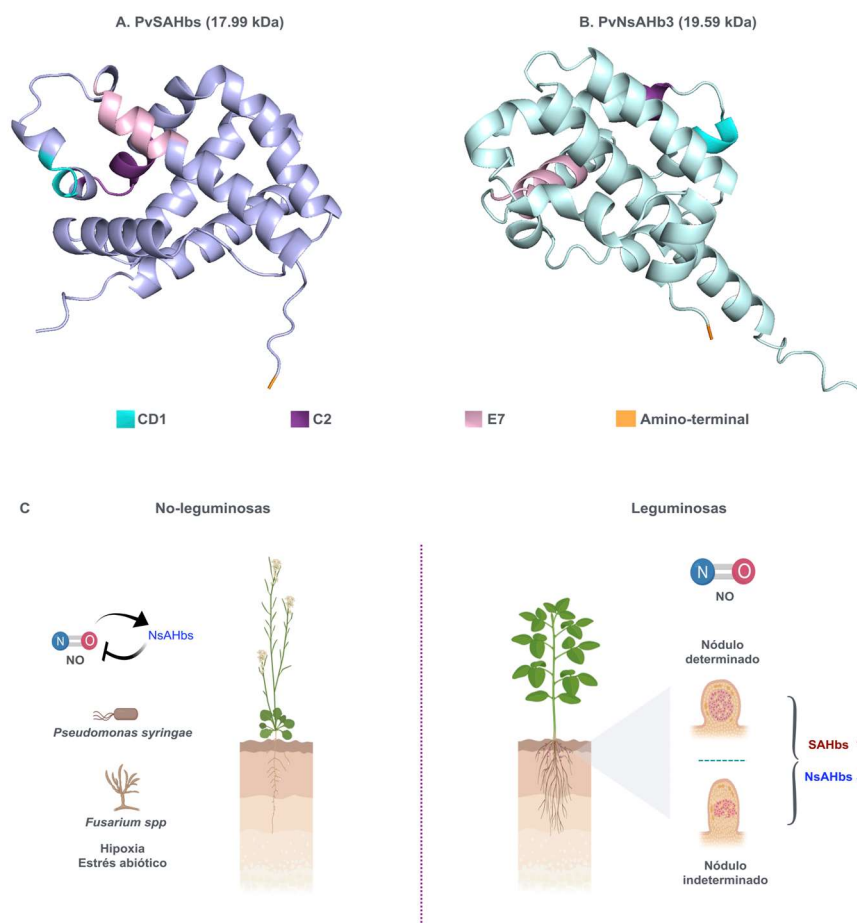 A. PvSAHbs (17.99 kDa)
B. PvNsAHb3 (19.59 kDa)
CD1
C2
E7
Amino-terminal
C
No-leguminosas
Leguminosas
N O
NO
NsAHbs
Pseudomonas syringae
Fusarium spp
Hipoxia
Estrés abiótico
N O
NO
Nódulo
determinado
SAHbs
NsAHbs
Nódulo
indeterminado